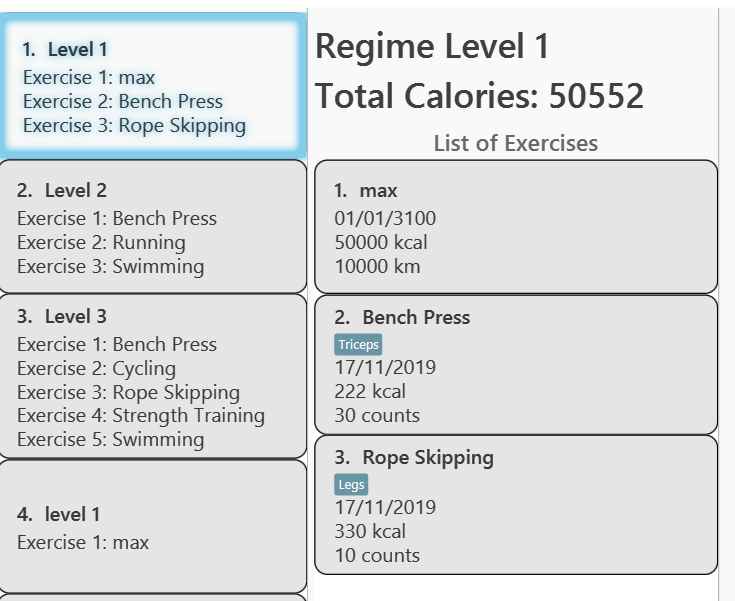 1. Level 1
Exercise 1: max
Exercise 2: Bench Press
Exercise 3: Rope Skipping
2. Level 2
Exercise 1: Bench Press
Exercise 2: Running
Exercise 3: Swimming
3. Level 3
Exercise 1: Bench Press
Exercise 2: Cycling
Exercise 3: Rope Skipping
Exercise 4: Strength Training
Exercise 5: Swimming
4. level 1
Exercise 1: max
Regime Level 1
Total Calories: 50552
List of Exercises
1. max
01/01/3100
50000 kcal
10000 km
2. Bench Press
Triceps
17/11/2019
222 kcal
30 counts
3. Rope Skipping
Legs
17/11/2019
330 kcal
10 counts